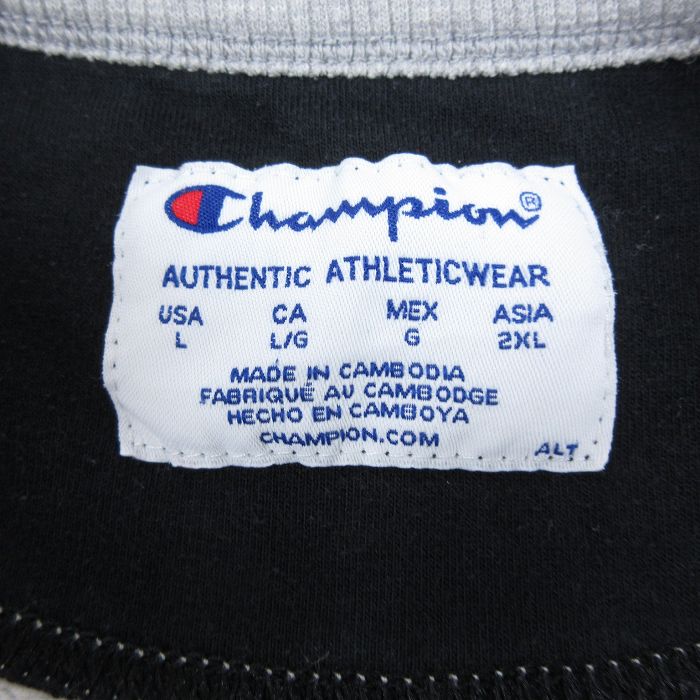 Champion®
AUTHENTIC ATHLETICWEAR
USA CA MEX ASIA
L L/G G 2XL
MADE IN CAMBODIA
FABRIQUÉ AU CAMBODGE
HECHO EN CAMBOYA
CHAMPION.COM
ALT